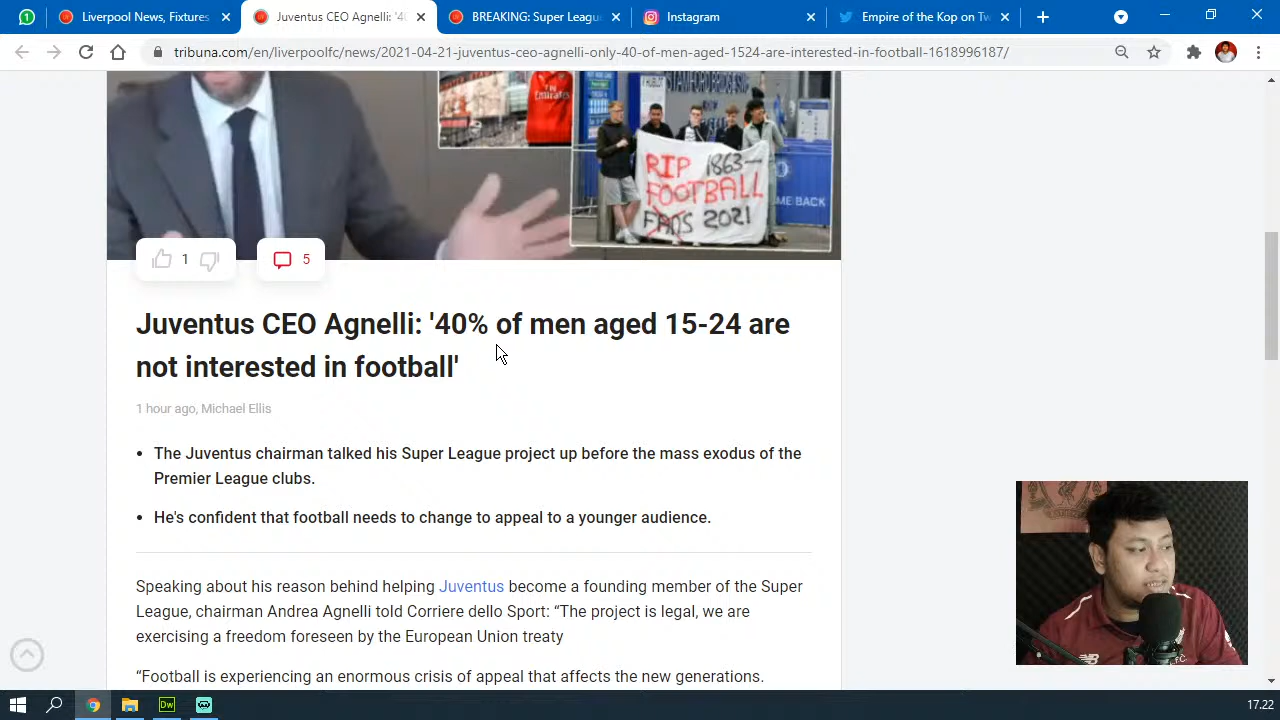 Liverpool News, Fixtures
Juventus CEO Agnelli: '40
BREAKING: Super Leagu
Instagram
Empire of the Kop on Tw
tribuna.com/en/liverpoolfc/news/2021-04-21-juventus-ceo-agnelli-only-40-of-men-aged-1524-are-interested-in-football-1618996187/
Emirates
STAMFORD BRIDGE
RIP 1863-
FOOTBALL
FANS 2021
ME BACK
1
5
Juventus CEO Agnelli: '40% of men aged 15-24 are
not interested in football'
1 hour ago, Michael Ellis
• The Juventus chairman talked his Super League project up before the mass exodus of the
Premier League clubs.
• He's confident that football needs to change to appeal to a younger audience.
Speaking about his reason behind helping Juventus become a founding member of the Super
League, chairman Andrea Agnelli told Corriere dello Sport: “The project is legal, we are
exercising a freedom foreseen by the European Union treaty
“Football is experiencing an enormous crisis of appeal that affects the new generations.
Dw
17.22